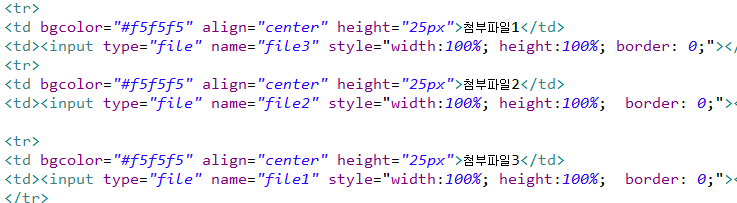 <tr>
<td bgcolor="#f5f5f5" align="center" height="25px">첨부파일1</td>
<td><input type="file" name="file3" style="width:100%; height:100%; border: 0;"></
<tr>
<td bgcolor="#f5f5f5" align="center" height="25px">첨부파일2</td>
<td><input type="file" name="file2" style="width:100%; height:100%;  border: 0;"><
<tr>
<td bgcolor="#f5f5f5" align="center" height="25px">첨부파일3</td>
<td><input type="file" name="file1" style="width:100%; height:100%;  border: 0;"><
</tr>